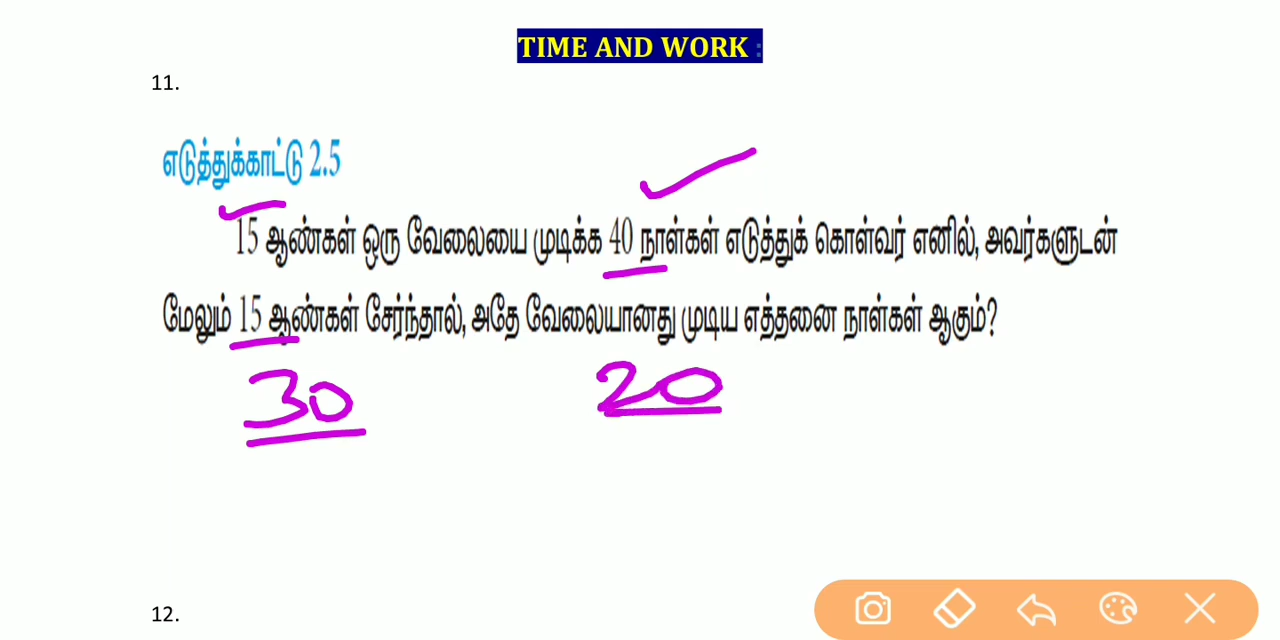 TIME AND WORK :
11.
எடுத்துக்காட்டு 2.5
15 ஆண்கள் ஒரு வேலையை முடிக்க 40 நாள்கள் எடுத்துக் கொள்வர் எனில், அவர்களுடன்
மேலும் 15 ஆண்கள் சேர்ந்தால், அதே வேலையானது முடிய எத்தனை நாள்கள் ஆகும்?
30 20
12.